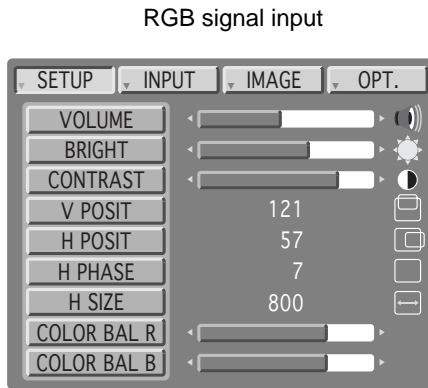 RGB signal input
SETUP INPUT IMAGE OPT.
VOLUME
BRIGHT
CONTRAST
V POSIT 121
H POSIT 57
H PHASE 7
H SIZE 800
COLOR BAL R
COLOR BAL B